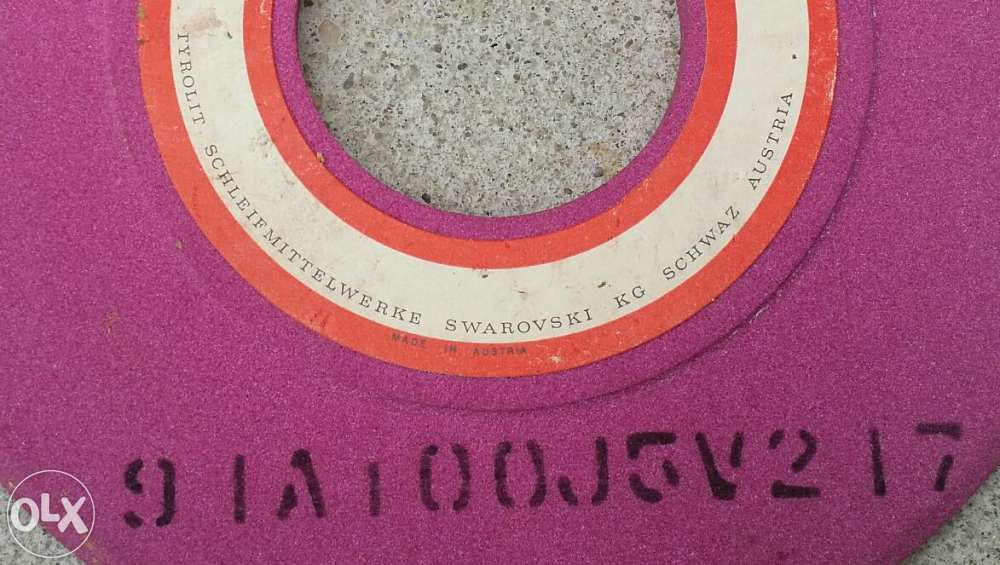 TYROLIT SCHLEIFMITTELWERKE SWAROVSKI KG SCHWAZ AUSTRIA
MADE IN AUSTRIA
91A100J5V217
OLX